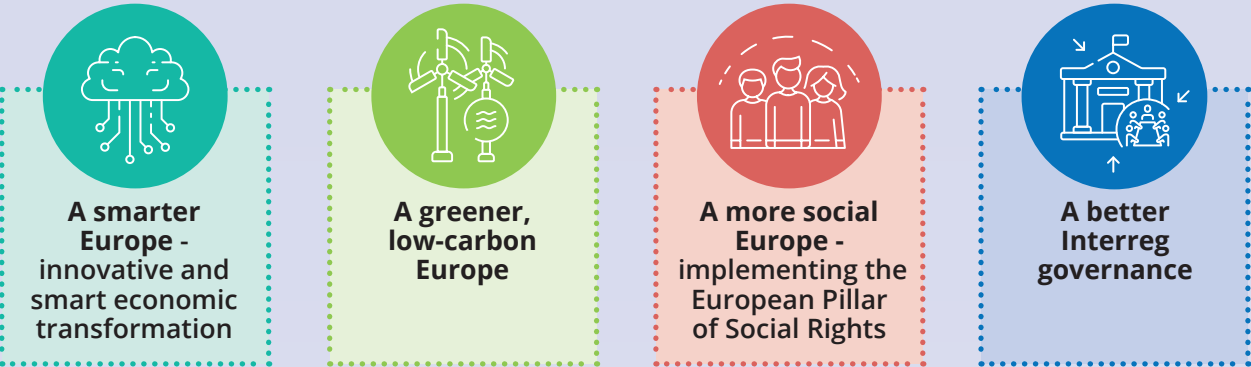 A smarter
Europe -
innovative and
smart economic
transformation
A greener,
low-carbon
Europe
A more social
Europe -
implementing the
European Pillar
of Social Rights
A better
Interreg
governance